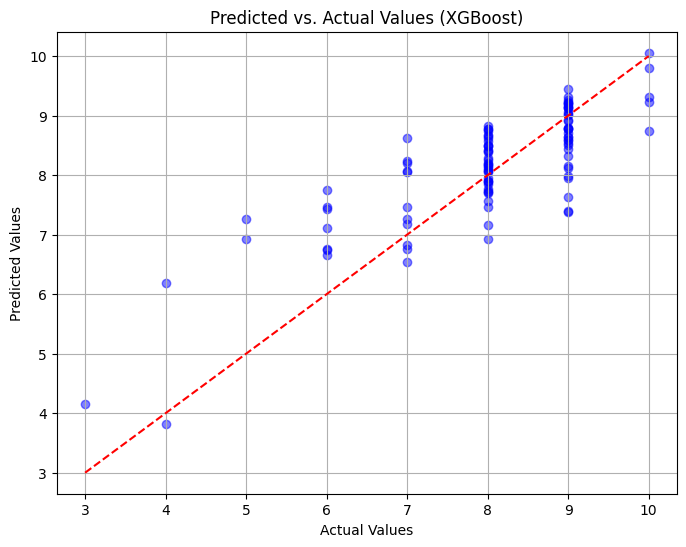 Predicted vs. Actual Values (XGBoost)
Predicted Values
10
9
8
7
6
5
4
3
3 4 5 6 7 8 9 10
Actual Values